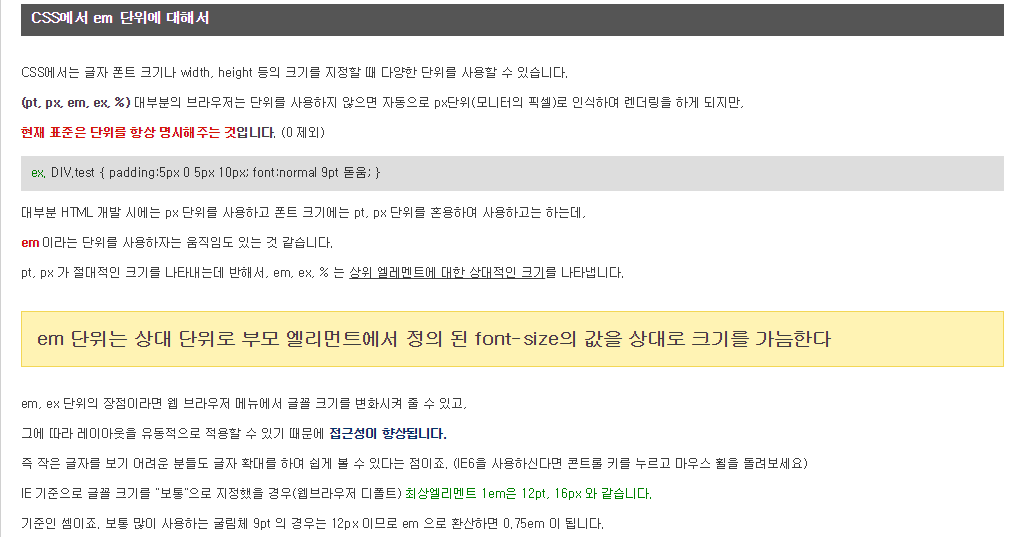 CSS에서 em 단위에 대해서
CSS에서는 글자 폰트 크기나 width, height 등의 크기를 지정할 때 다양한 단위를 사용할 수 있습니다.
(pt, px, em, ex, %) 대부분의 브라우저는 단위를 사용하지 않으면 자동으로 px단위(모니터의 픽셀)로 인식하여 렌더링을 하게 되지만,
현재 표준은 단위를 항상 명시해주는 것입니다. (0 제외)
ex. DIV.test { padding:5px 0 5px 10px; font:normal 9pt 돋움; }
대부분 HTML 개발 시에는 px 단위를 사용하고 폰트 크기에는 pt, px 단위를 혼용하여 사용하고는 하는데,
em 이라는 단위를 사용하자는 움직임도 있는 것 같습니다.
pt, px 가 절대적인 크기를 나타내는데 반해서, em, ex, % 는 상위 엘레멘트에 대한 상대적인 크기를 나타냅니다.
em 단위는 상대 단위로 부모 엘리먼트에서 정의 된 font-size의 값을 상대로 크기를 가늠한다
em, ex 단위의 장점이라면 웹 브라우저 메뉴에서 글꼴 크기를 변화시켜 줄 수 있고,
그에 따라 레이아웃을 유동적으로 적용할 수 있기 때문에 접근성이 향상됩니다.
즉 작은 글자를 보기 어려운 분들도 글자 확대를 하여 쉽게 볼 수 있다는 점이죠. (IE6을 사용하신다면 콘트롤 키를 누르고 마우스 휠을 돌려보세요)
IE 기준으로 글꼴 크기를 "보통"으로 지정했을 경우(웹브라우저 디폴트) 최상엘리멘트 1em은 12pt, 16px 와 같습니다.
기준인 셈이죠. 보통 많이 사용하는 굴림체 9pt 의 경우는 12px 이므로 em 으로 환산하면 0.75em 이 됩니다.